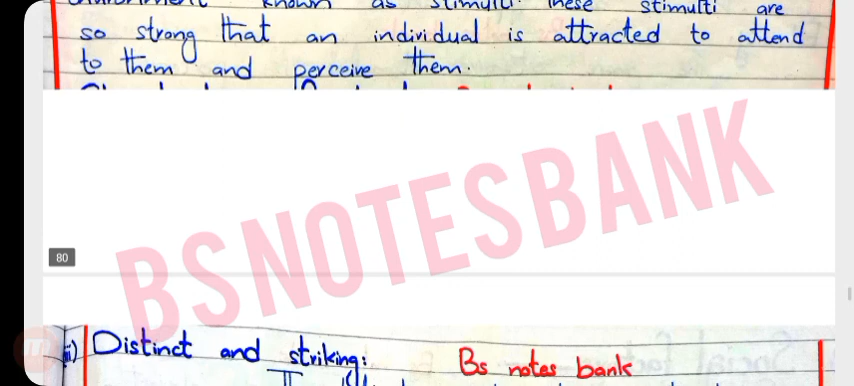 known as stimulti these stimulti are
so strong that an individual is attracted to attend
to them and perceive them.
BSNOTESBANK
80
ii) Distinct and striking:
Bs notes bank